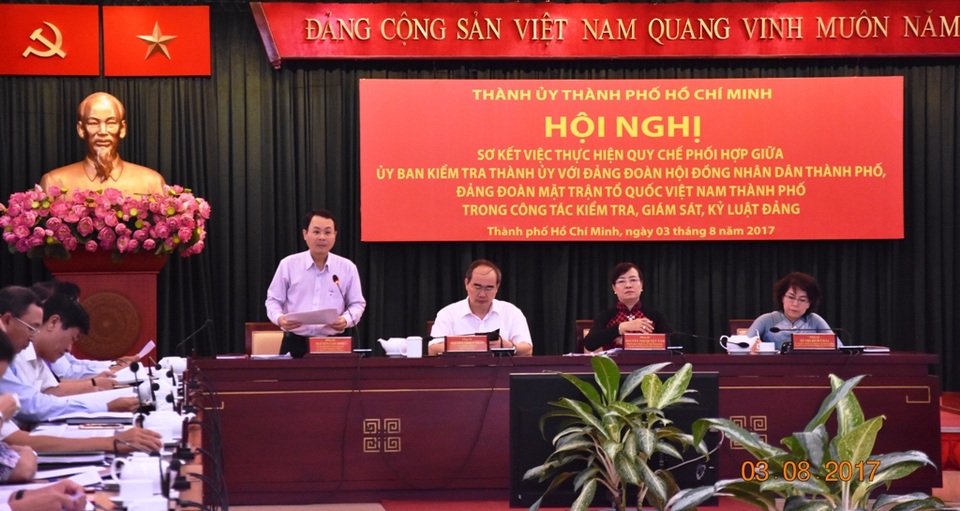 ĐẢNG CỘNG SẢN VIỆT NAM QUANG VINH MUÔN NĂM
THÀNH ỦY THÀNH PHỐ HỒ CHÍ MINH
HỘI NGHỊ
SƠ KẾT VIỆC THỰC HIỆN QUY CHẾ PHỐI HỢP GIỮA
ỦY BAN KIỂM TRA THÀNH ỦY VỚI ĐẢNG ĐOÀN HỘI ĐỒNG NHÂN DÂN THÀNH PHỐ,
ĐẢNG ĐOÀN MẶT TRẬN TỔ QUỐC VIỆT NAM THÀNH PHỐ
TRONG CÔNG TÁC KIỂM TRA, GIÁM SÁT, KỶ LUẬT ĐẢNG
Thành phố Hồ Chí Minh, ngày 03 tháng 8 năm 2017
03.08.2017